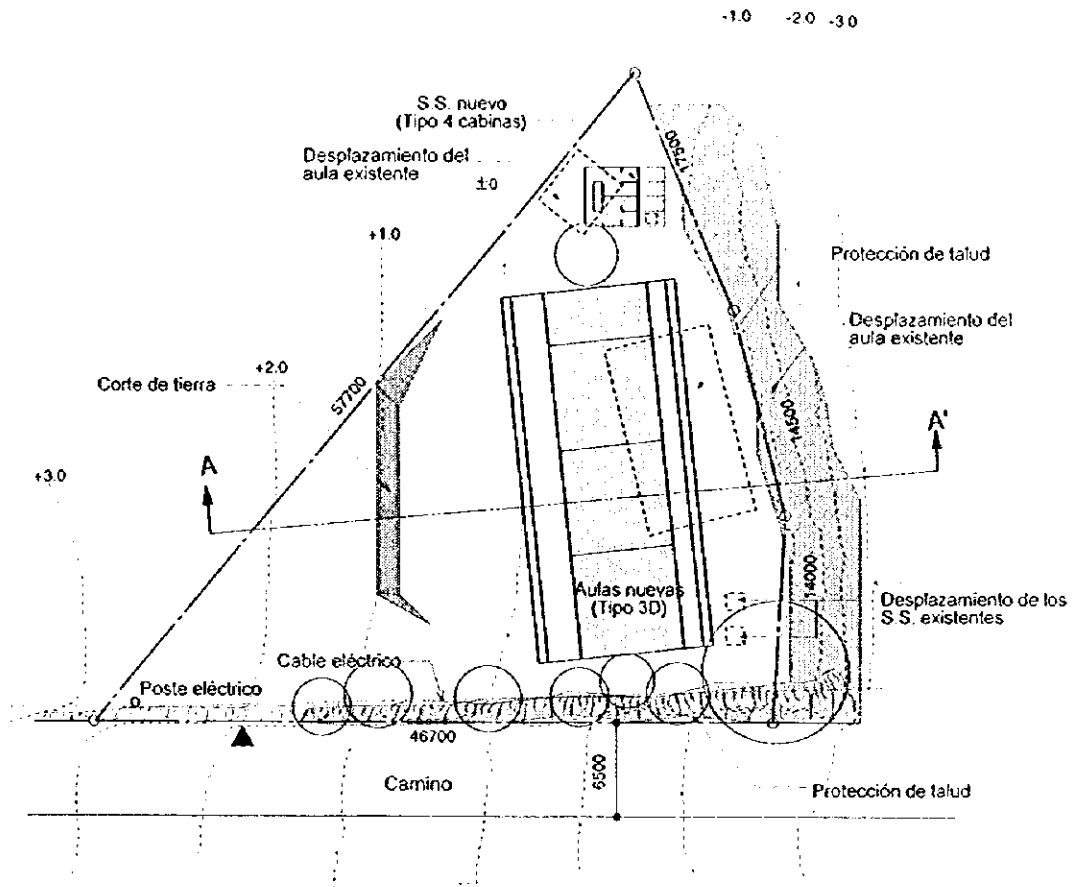 -1.0
-2.0
-3.0
S.S. nuevo
(Tipo 4 cabinas)
Desplazamiento del
aula existente
±0
17500
+1.0
Protección de talud
Desplazamiento del
aula existente
+2.0
Corte de tierra
57700
14500
A
A'
+3.0
14000
Aulas nuevas
(Tipo 3D)
Desplazamiento de los
S.S. existentes
Cable eléctrico
Poste eléctrico
46700
6500
Camino
Protección de talud